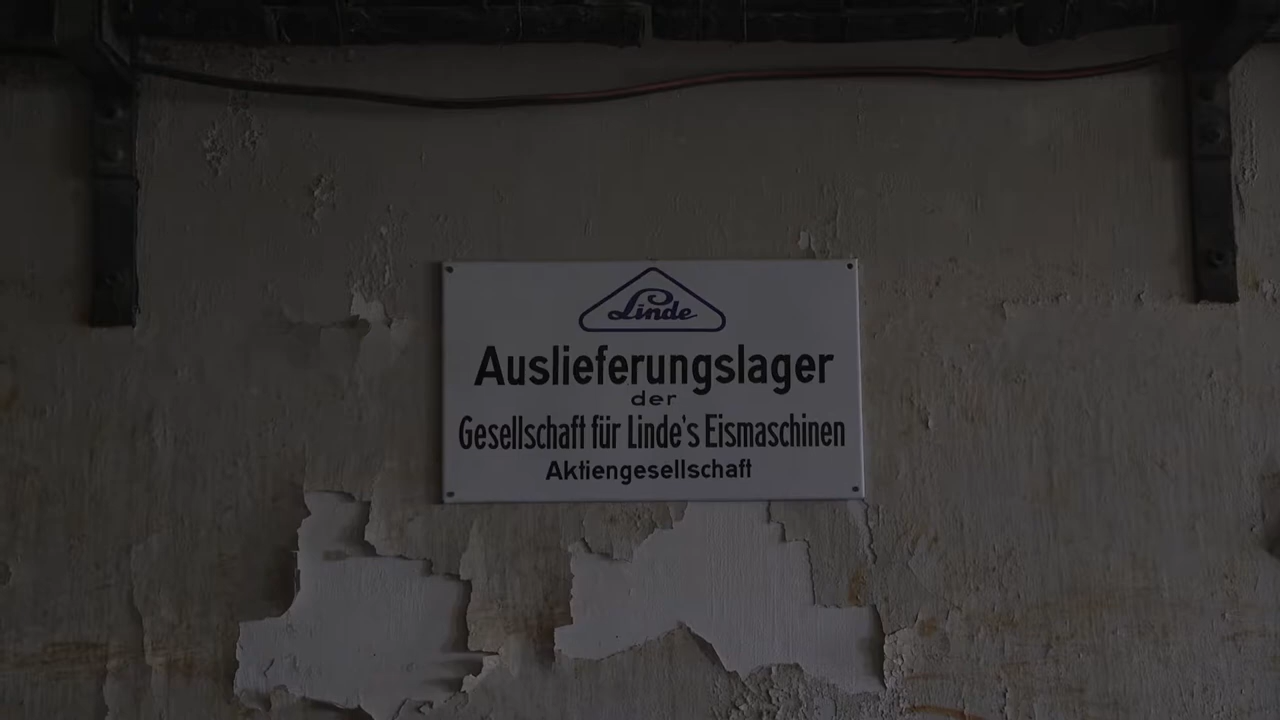 Linde
Auslieferungslager
der
Gesellschaft für Linde's Eismaschinen
Aktiengesellschaft